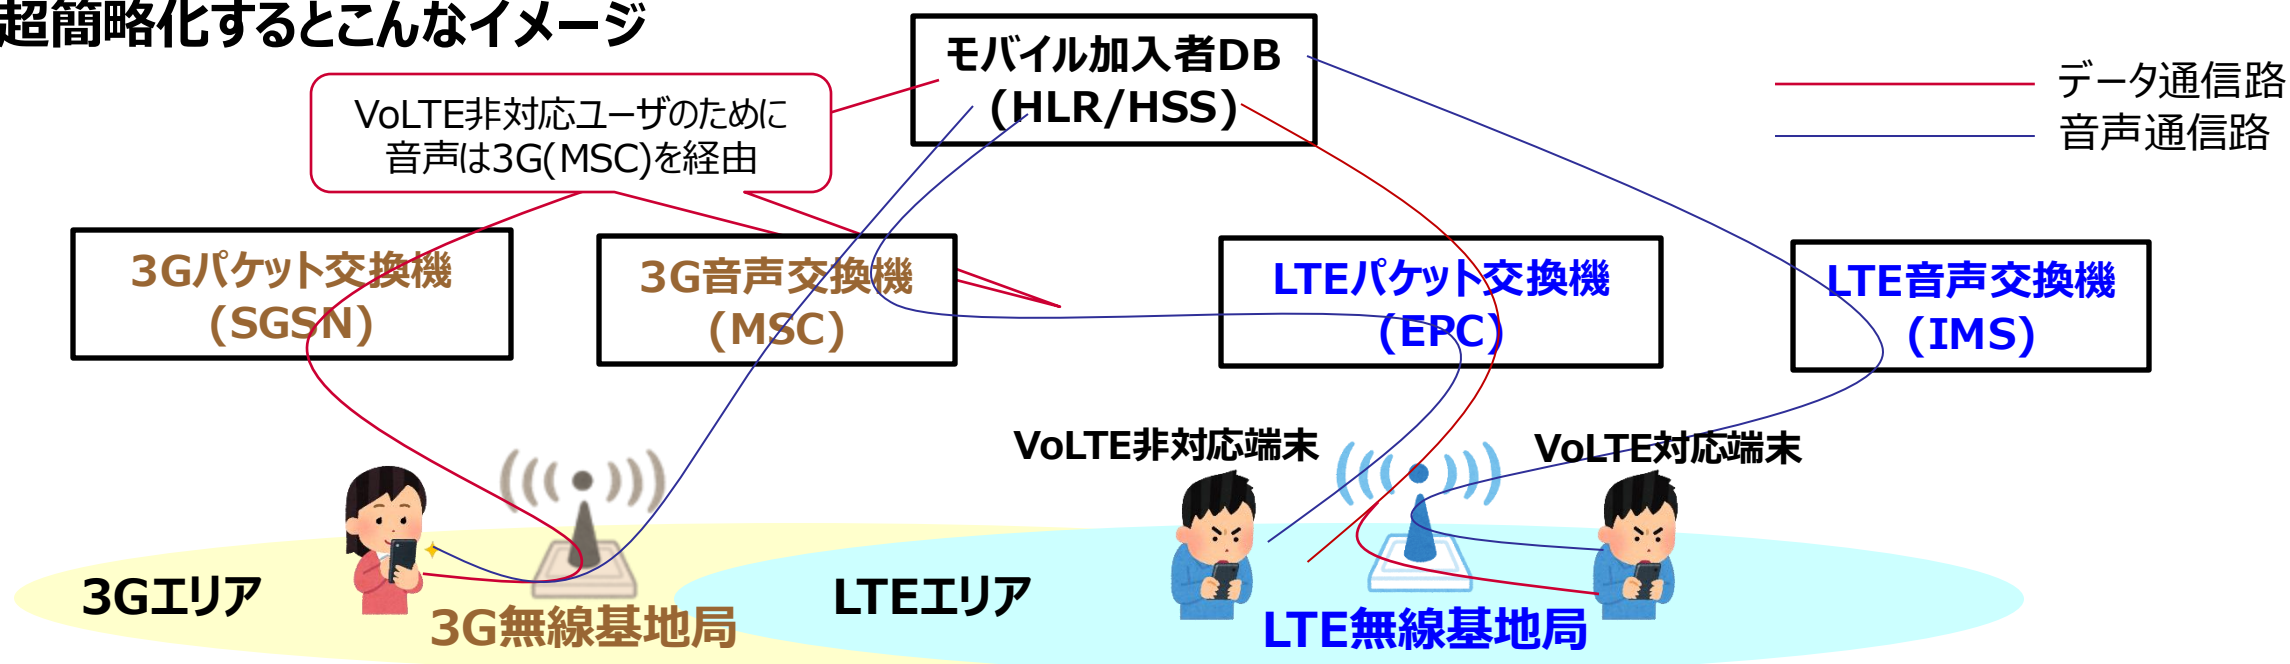 超簡略化するとこんなイメージ
モバイル加入者DB
(HLR/HSS)
データ通信路
音声通信路
VoLTE非対応ユーザのために
音声は3G(MSC)を経由
3Gパケット交換機
(SGSN)
3G音声交換機
(MSC)
LTEパケット交換機
(EPC)
LTE音声交換機
(IMS)
VoLTE非対応端末
VoLTE対応端末
3Gエリア
3G無線基地局
LTEエリア
LTE無線基地局